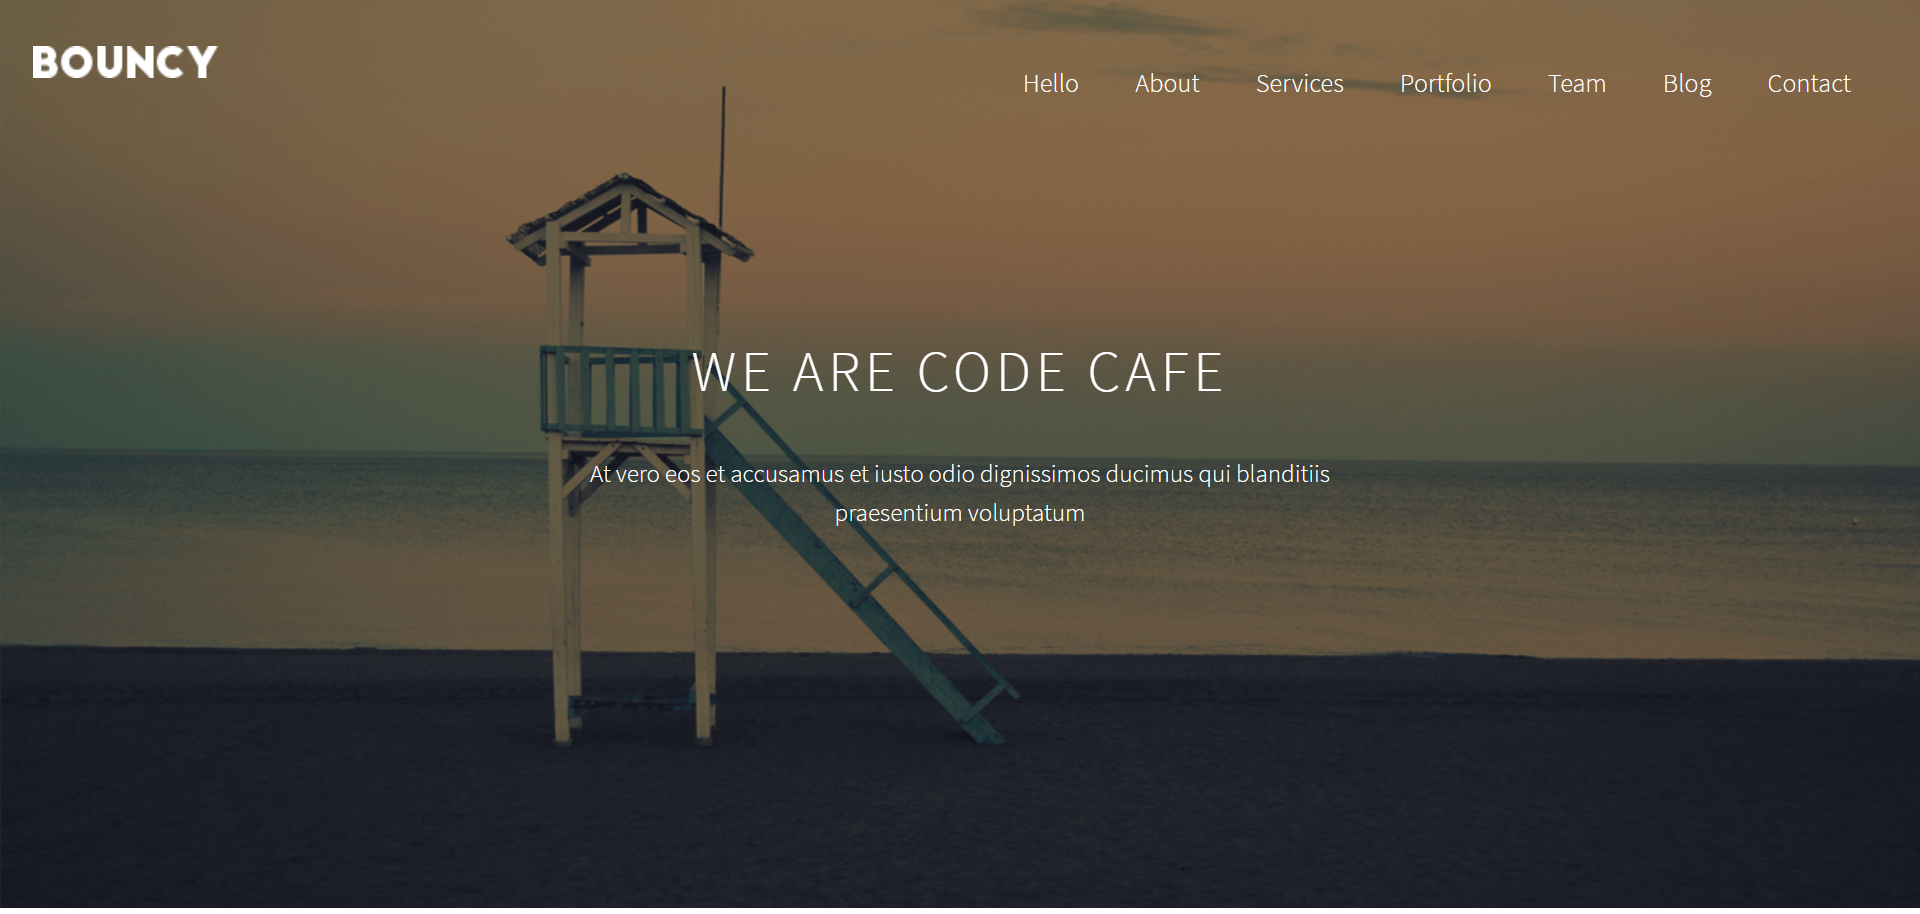 BOUNCY
Hello About Services Portfolio Team Blog Contact
WE ARE CODE CAFE
At vero eos et accusamus et iusto odio dignissimos ducimus qui blanditiis
praesentium voluptatum